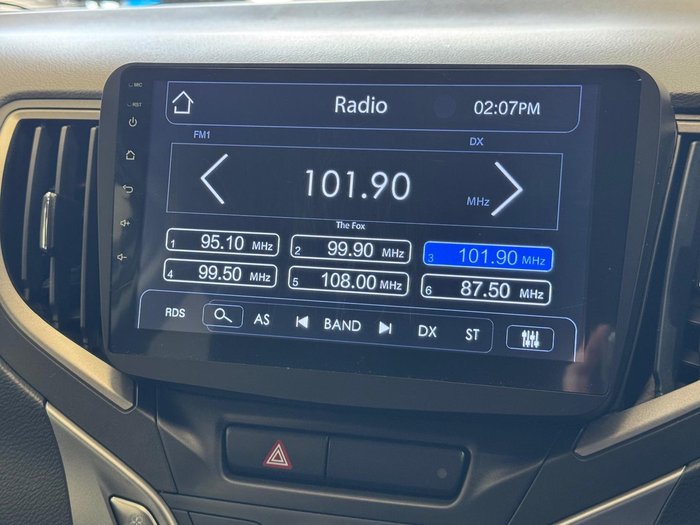 MIC
RST
Radio 02:07PM
FM1 DX
101.90 MHz
The Fox
1 95.10 MHz 2 99.90 MHz 3 101.90 MHz
4 99.50 MHz 5 108.00 MHz 6 87.50 MHz
RDS AS BAND DX ST